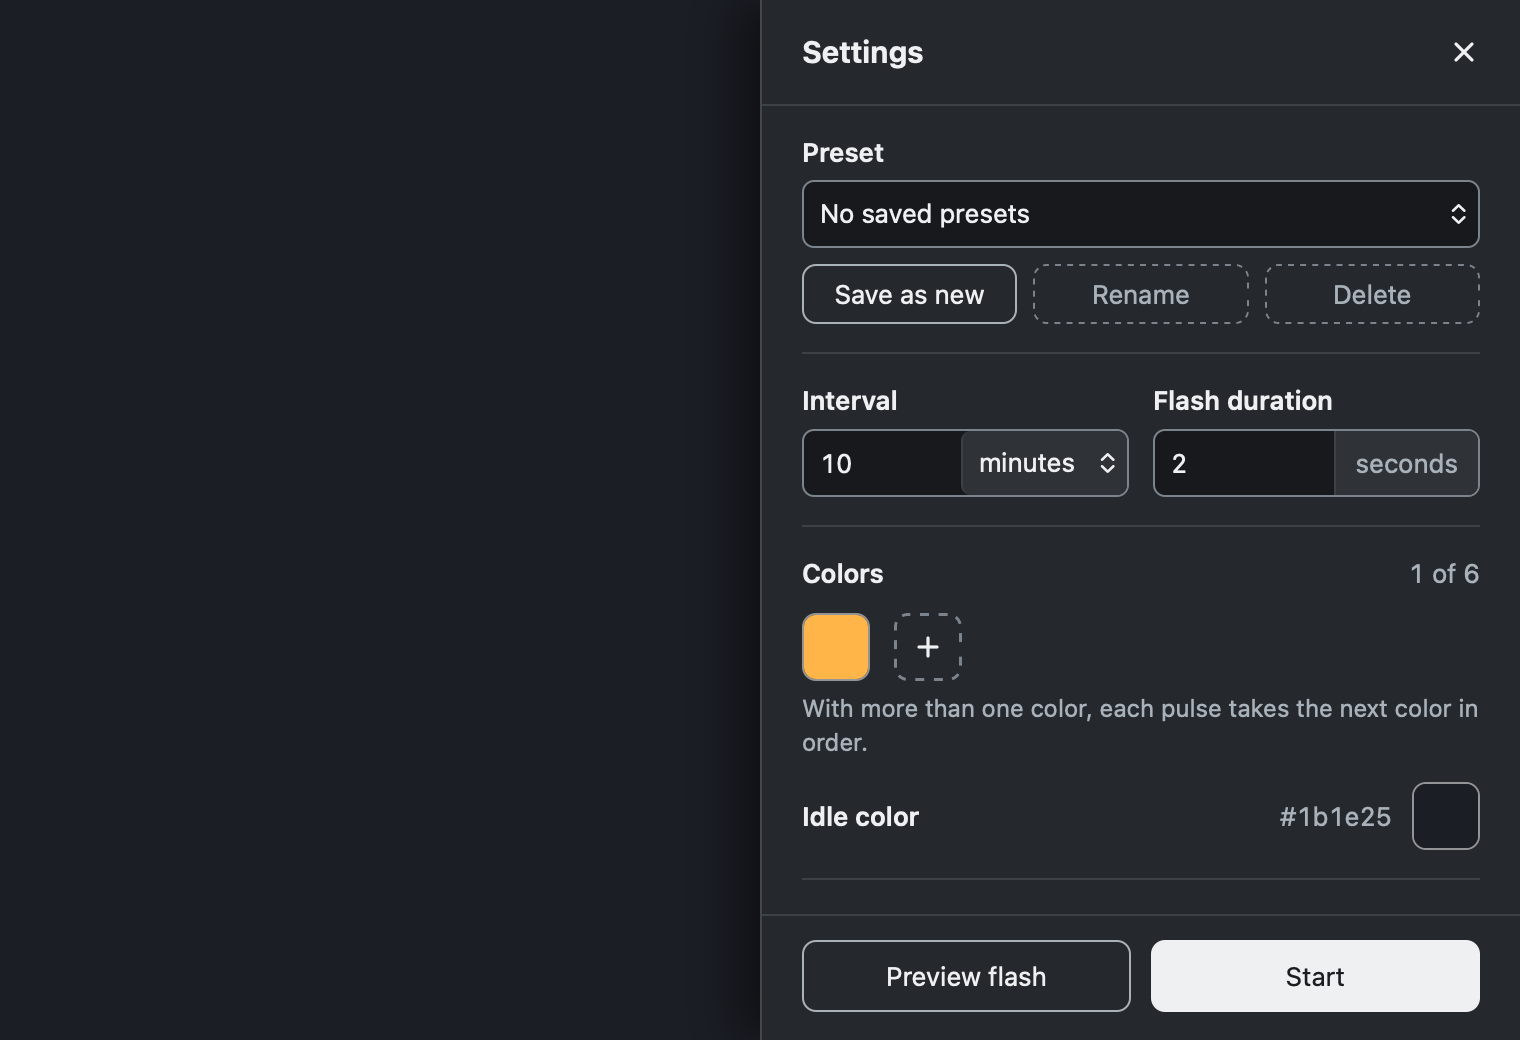 Settings
Preset
No saved presets
Save as new Rename Delete
Interval Flash duration
10 minutes 2 seconds
Colors 1 of 6
With more than one color, each pulse takes the next color in
order.
Idle color #1b1e25
Preview flash Start